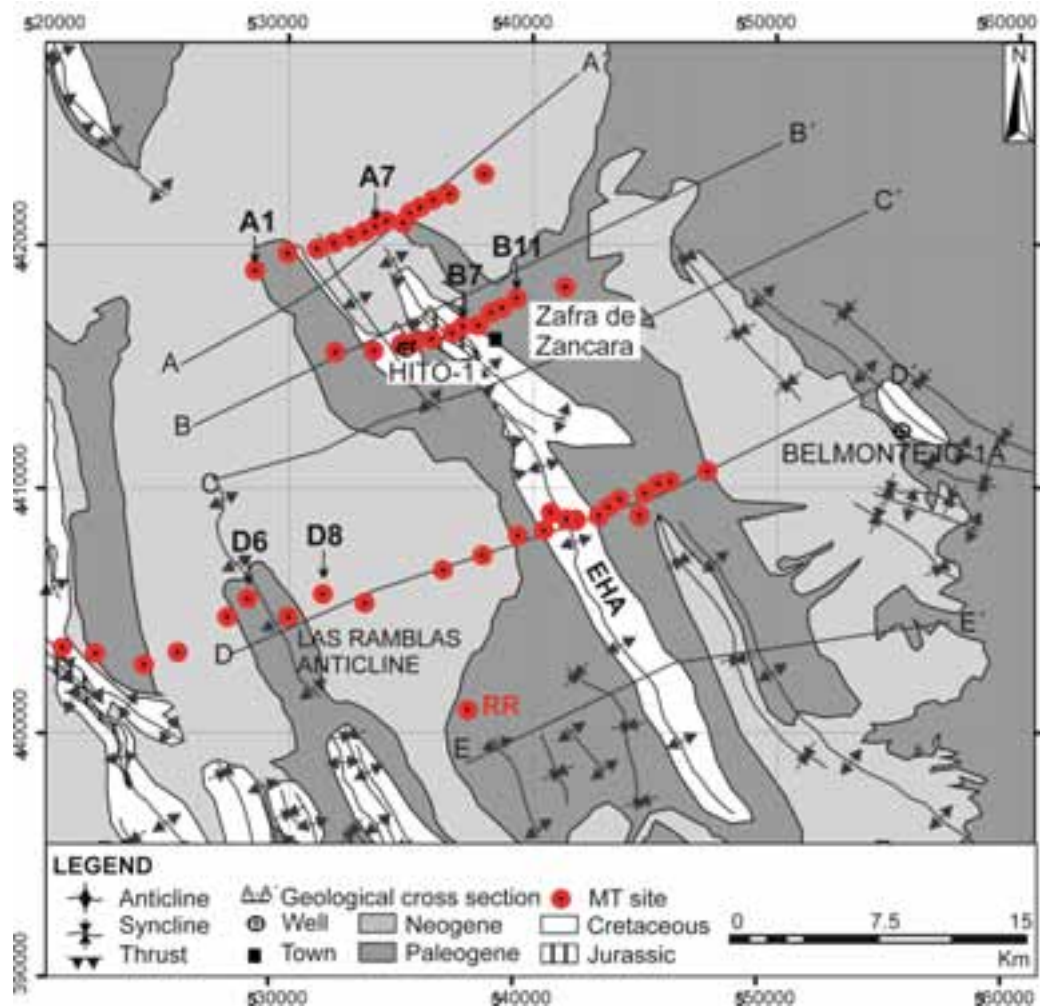 520000 530000 540000 550000 560000
N
A´
B´
A7
C´
A1
4420000
B11
B7
Zafra de
Zancara
A
HITO-1
D´
B
BELMONTEJO-1A
C
4410000
D6
D8
EHA
E´
LAS RAMBLAS
ANTICLINE
D
RR
E
4400000
LEGEND
Anticline
Geological cross section
MT site
Syncline
Well
Neogene
Cretaceous
Thrust
Town
Paleogene
Jurassic
0 7.5 15
Km
4390000
530000 540000 550000 560000